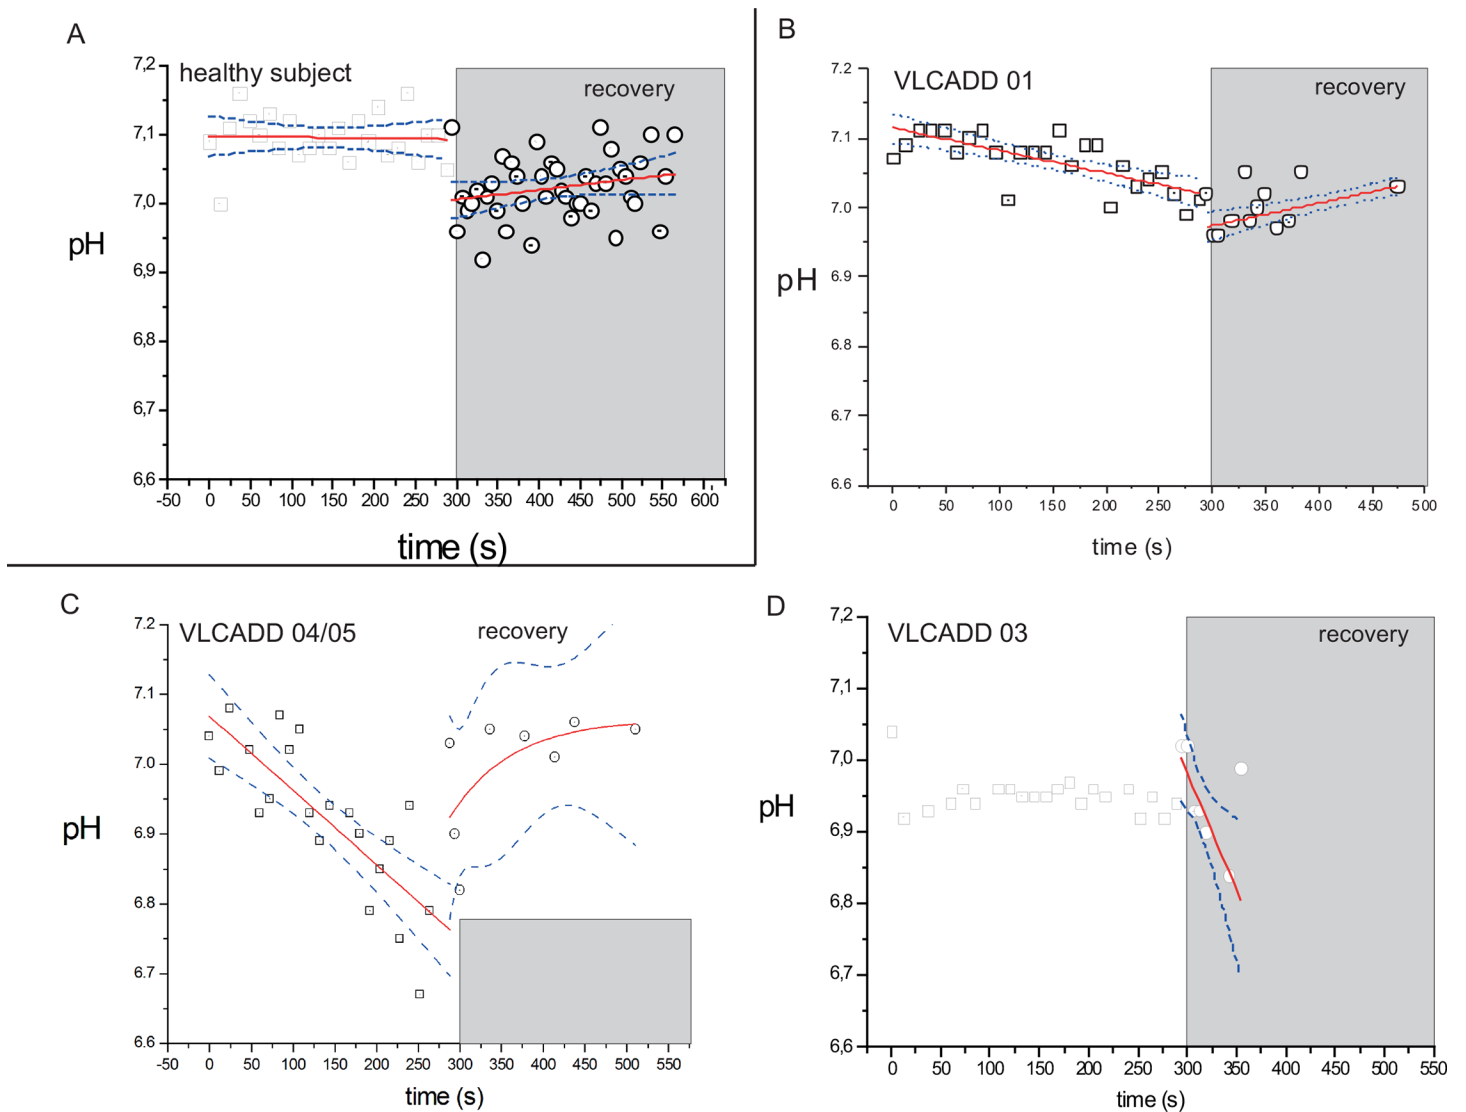 A
healthy subject
recovery
7,2
7,1
7,0
6,9
6,8
6,7
6,6
pH
-50 0 50 100 150 200 250 300 350 400 450 500 550 600
time (s)
B
VLCADD 01
recovery
7.2
7.1
7.0
6.9
6.8
6.7
6.6
pH
0 50 100 150 200 250 300 350 400 450 500
time (s)
C
VLCADD 04/05
recovery
7.2
7.1
7.0
6.9
6.8
6.7
6.6
pH
-50 0 50 100 150 200 250 300 350 400 450 500 550
time (s)
D
VLCADD 03
recovery
7,2
7,1
7,0
6,9
6,8
6,7
6,6
pH
0 50 100 150 200 250 300 350 400 450 500 550
time (s)